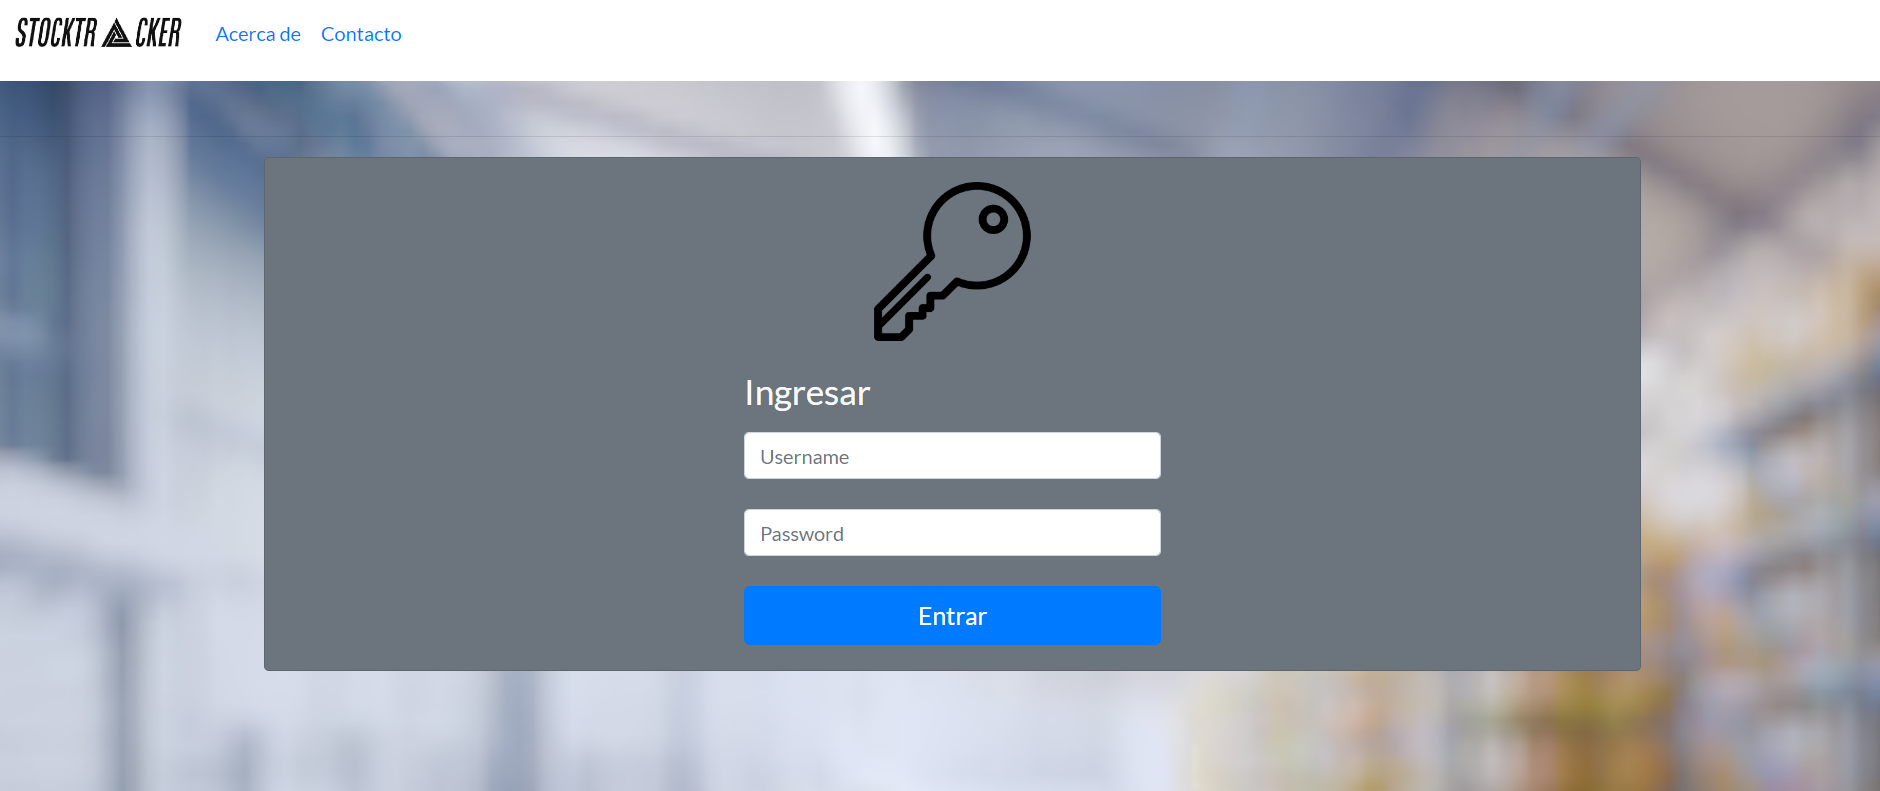 STOCKTRACKER
Acerca de
Contacto
Ingresar
Username
Password
Entrar